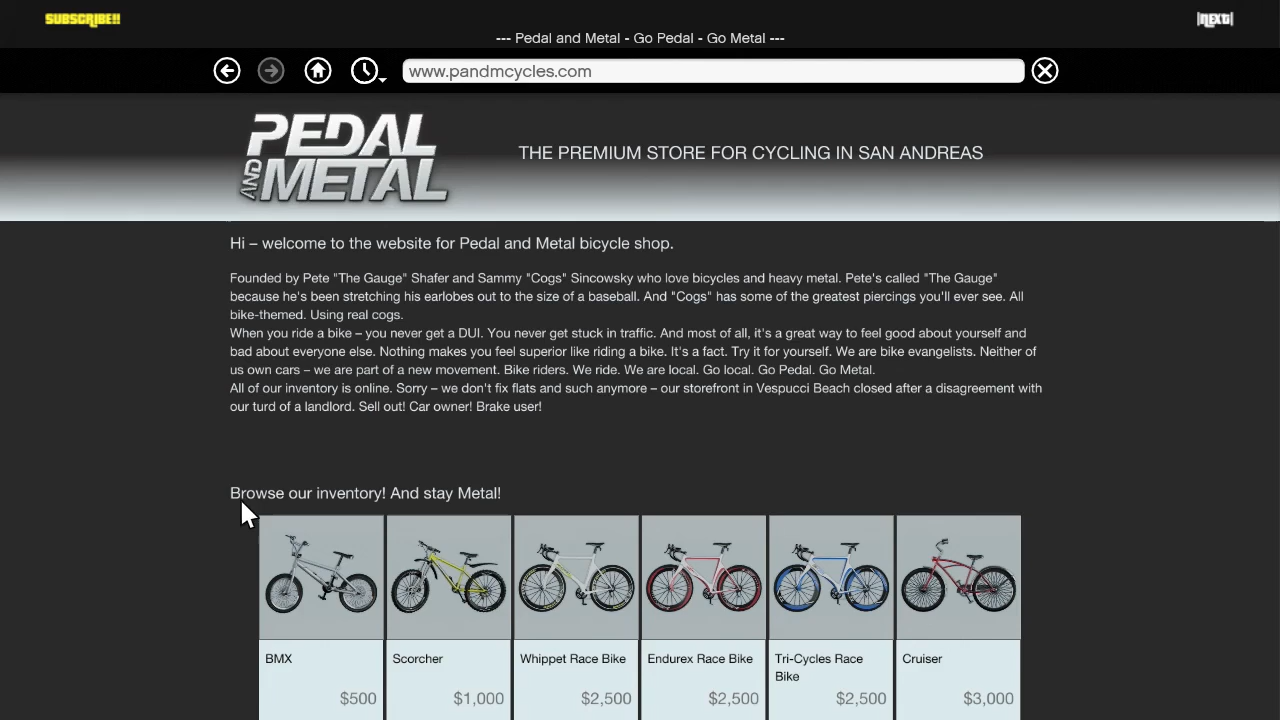 SUBSCRIBE!!
NEXT
--- Pedal and Metal - Go Pedal - Go Metal ---
www.pandmcycles.com
PEDAL
AND METAL
THE PREMIUM STORE FOR CYCLING IN SAN ANDREAS
Hi – welcome to the website for Pedal and Metal bicycle shop.
Founded by Pete "The Gauge" Shafer and Sammy "Cogs" Sincowsky who love bicycles and heavy metal. Pete's called "The Gauge"
because he's been stretching his earlobes out to the size of a baseball. And "Cogs" has some of the greatest piercings you'll ever see. All
bike-themed. Using real cogs.
When you ride a bike – you never get a DUI. You never get stuck in traffic. And most of all, it's a great way to feel good about yourself and
bad about everyone else. Nothing makes you feel superior like riding a bike. It's a fact. Try it for yourself. We are bike evangelists. Neither of
us own cars – we are part of a new movement. Bike riders. We ride. We are local. Go local. Go Pedal. Go Metal.
All of our inventory is online. Sorry – we don't fix flats and such anymore – our storefront in Vespucci Beach closed after a disagreement with
our turd of a landlord. Sell out! Car owner! Brake user!
Browse our inventory! And stay Metal!
BMX
$500
Scorcher
$1,000
Whippet Race Bike
$2,500
Endurex Race Bike
$2,500
Tri-Cycles Race
Bike
$2,500
Cruiser
$3,000